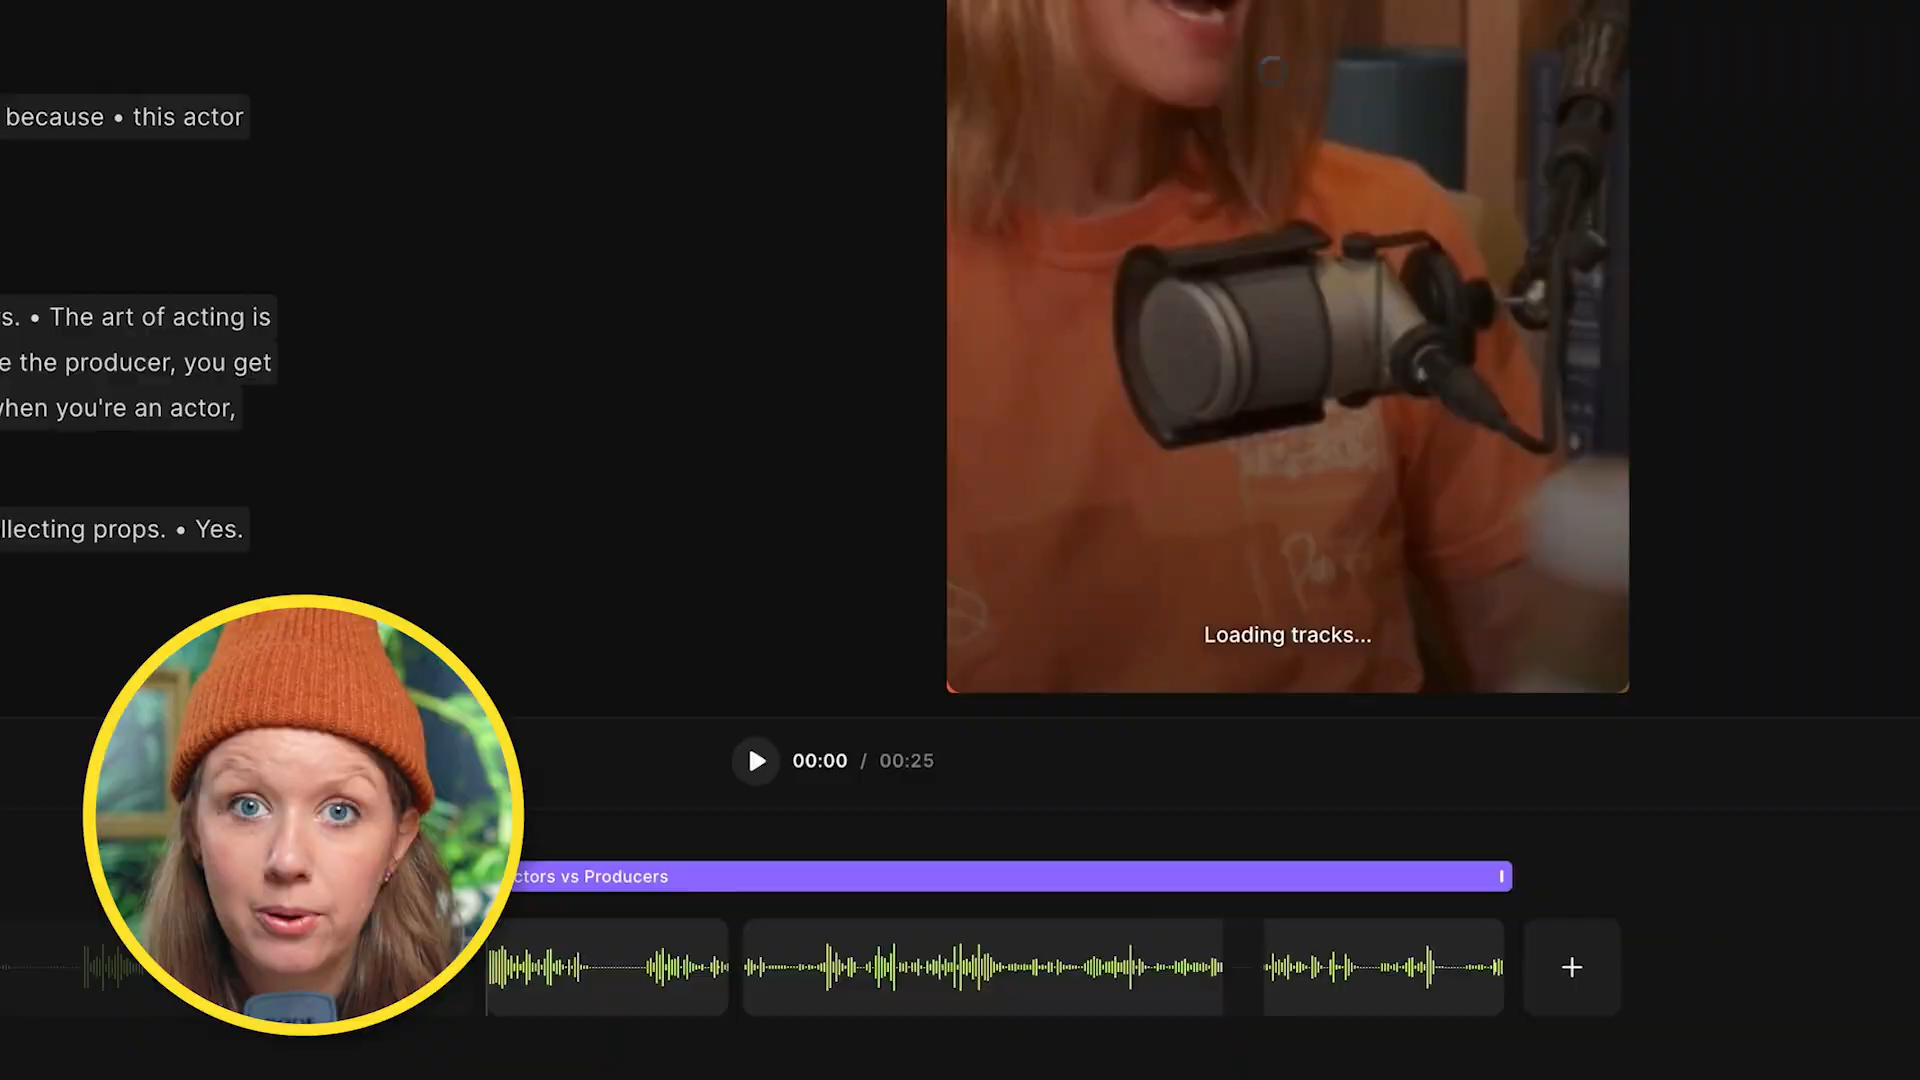 because • this actor
s. • The art of acting is
e the producer, you get
when you're an actor,
llecting props. • Yes.
Loading tracks...
00:00 / 00:25
ctors vs Producers